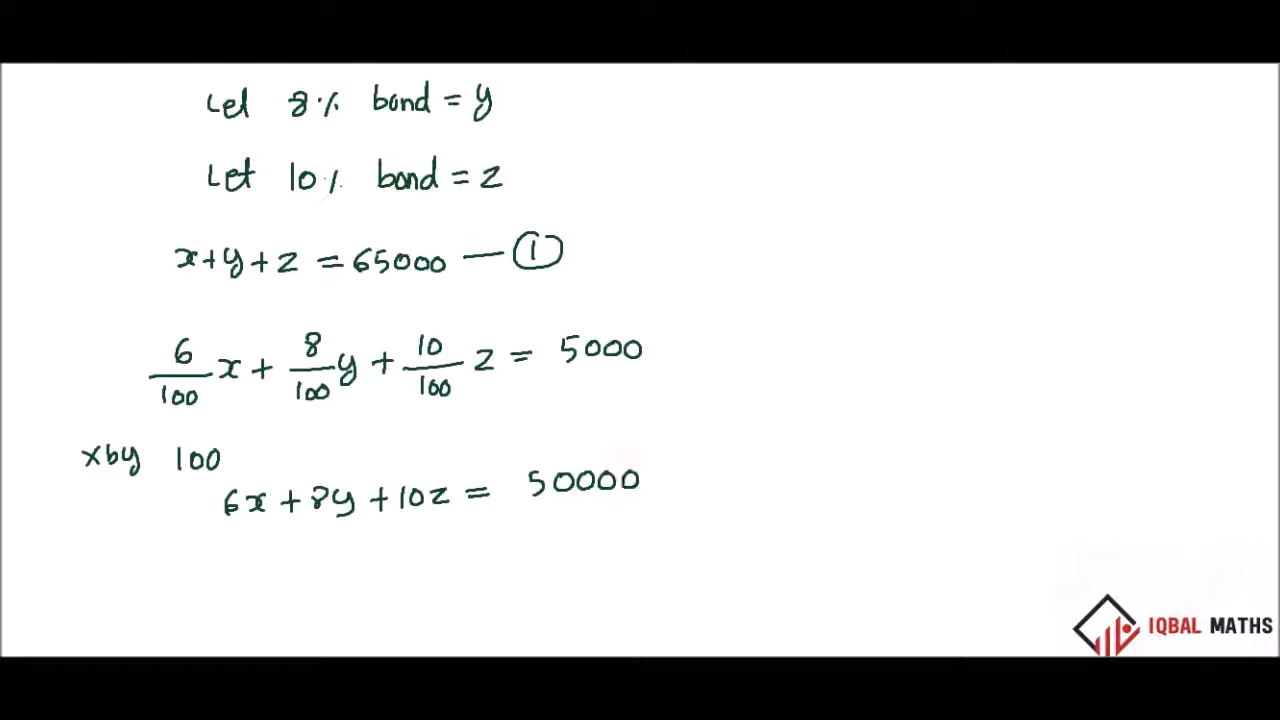 Let 8% bond = y
Let 10% bond = z
x + y + z = 65000 — ①
6/100 x + 8/100 y + 10/100 z = 5000
× by 100
6x + 8y + 10z = 50000
IQBAL MATHS